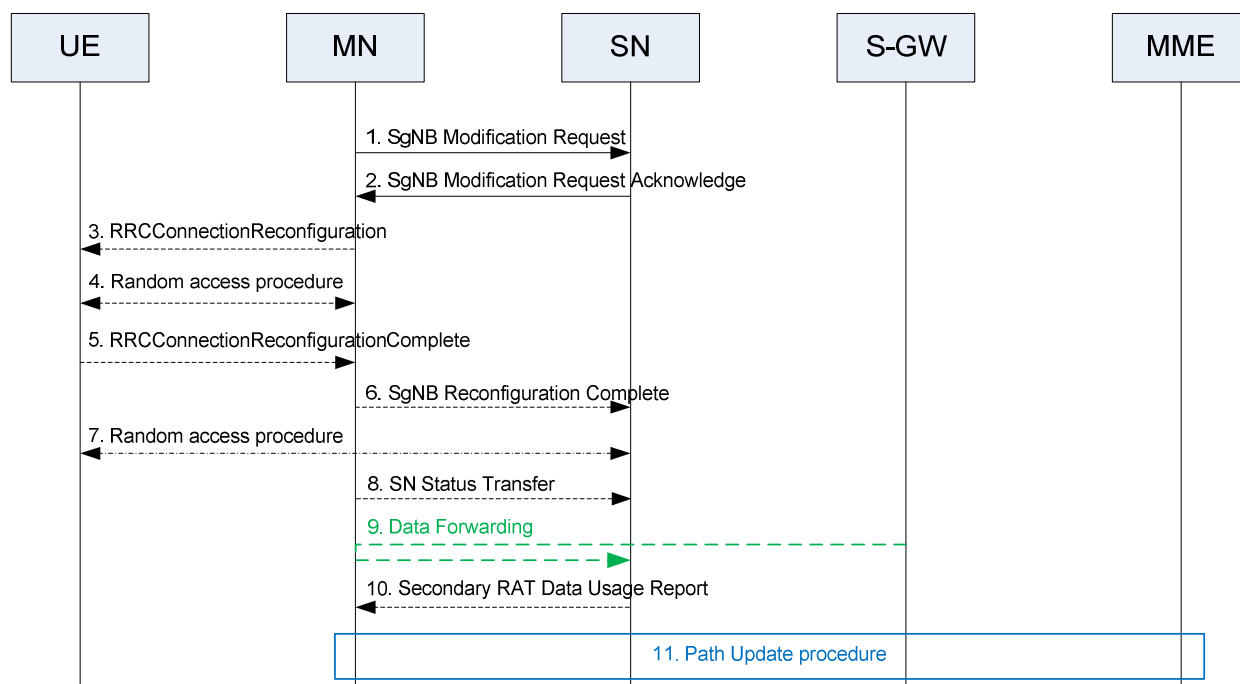 UE
MN
SN
S-GW
MME
1. SgNB Modification Request
2. SgNB Modification Request Acknowledge
3. RRCConnectionReconfiguration
4. Random access procedure
5. RRCConnectionReconfigurationComplete
6. SgNB Reconfiguration Complete
7. Random access procedure
8. SN Status Transfer
9. Data Forwarding
10. Secondary RAT Data Usage Report
11. Path Update procedure